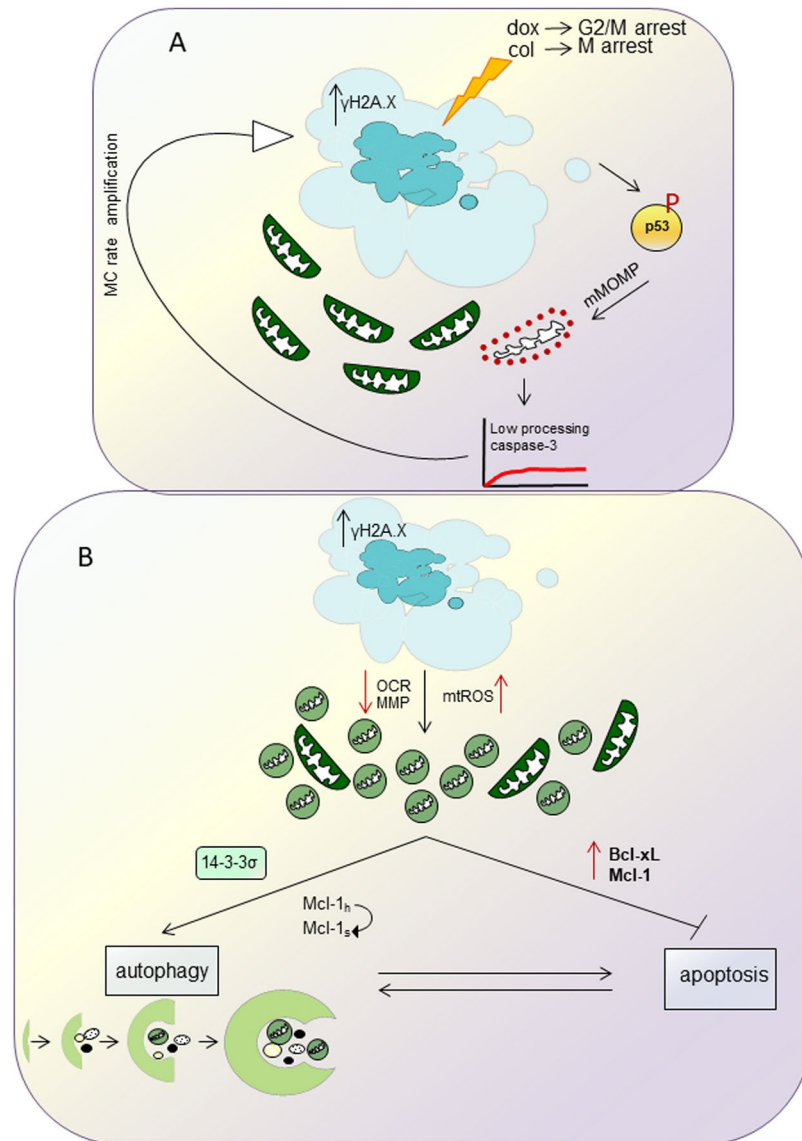 A
dox → G2/M arrest
col → M arrest
↑ γH2A.X
MC rate amplification
P
p53
mMOMP
Low processing
caspase-3
B
↑ γH2A.X
↓ OCR
MMP
mtROS ↑
14-3-3σ
↑ Bcl-xL
Mcl-1
Mcl-1h
Mcl-1s
autophagy
apoptosis